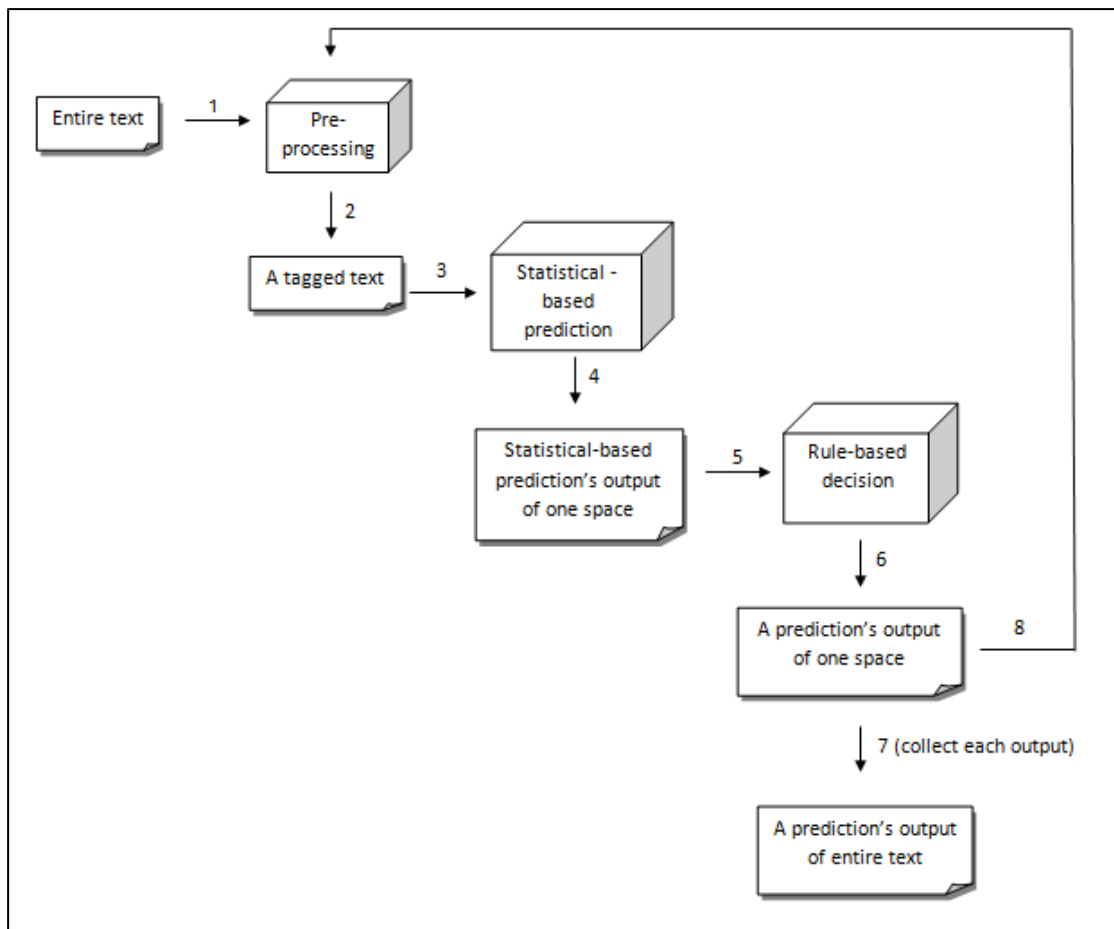 Entire text
1
Pre-
processing
2
A tagged text
3
Statistical -
based
prediction
4
Statistical-based
prediction’s output
of one space
5
Rule-based
decision
6
A prediction’s output
of one space
8
7 (collect each output)
A prediction’s output
of entire text